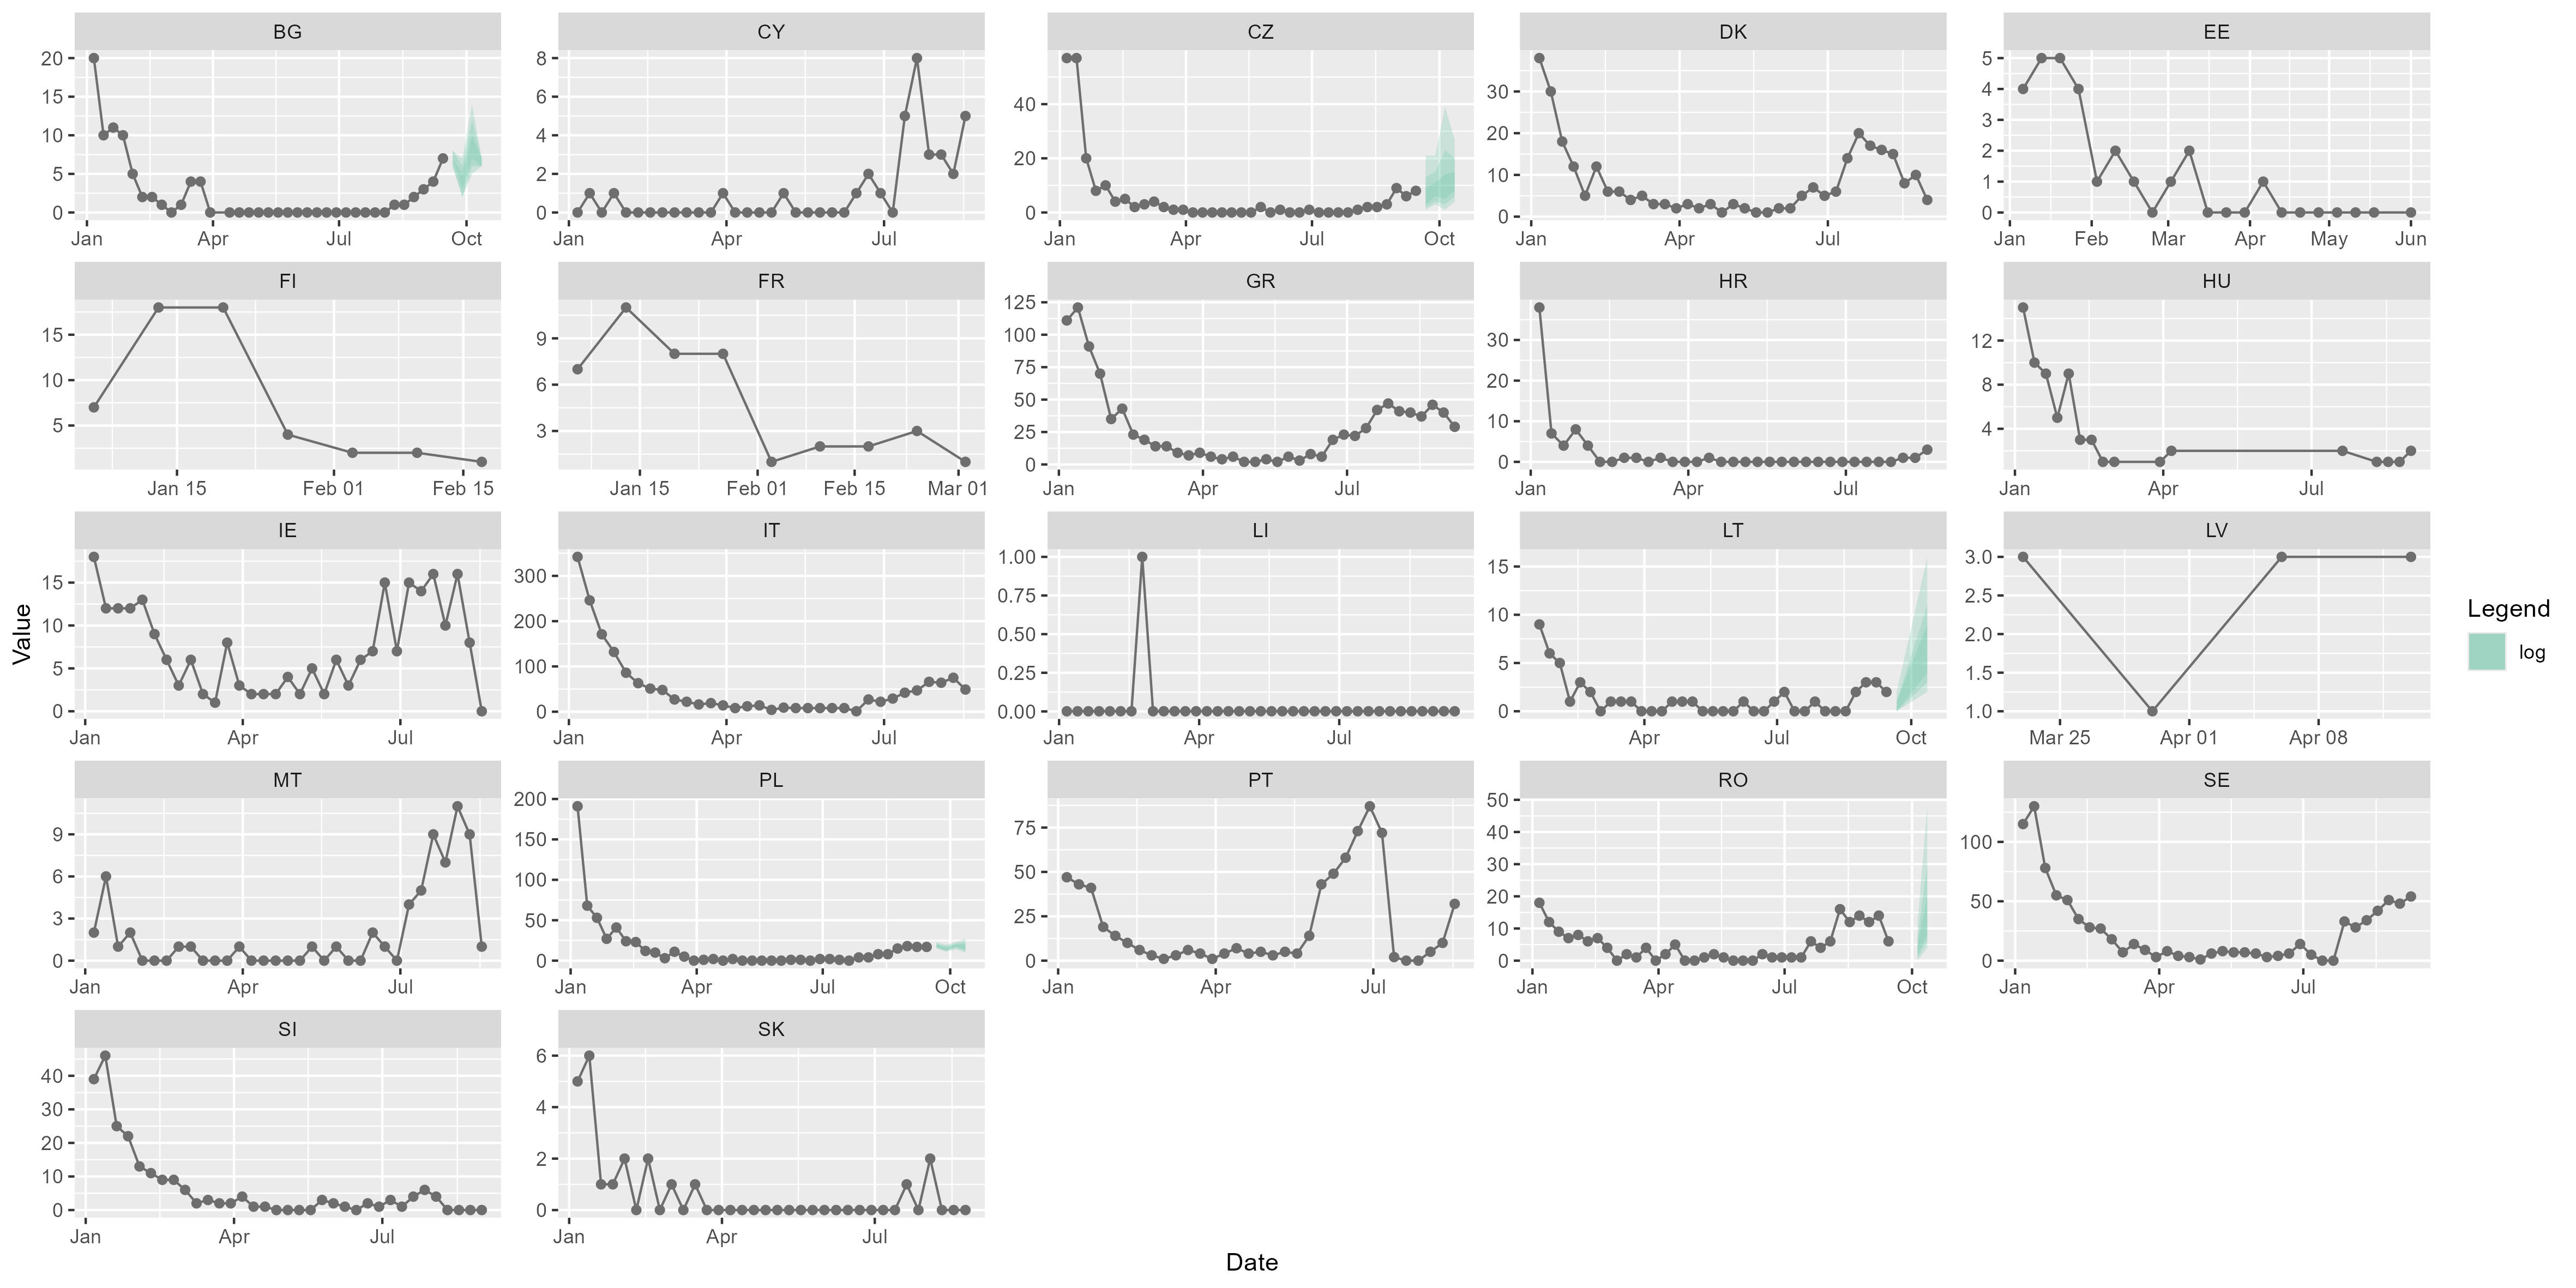 BG CY CZ DK EE
20 15 10 5 0
8 6 4 2 0
40 20 0
30 20 10 0
5 4 3 2 1 0
Jan Apr Jul Oct
Jan Apr Jul
Jan Apr Jul Oct
Jan Apr Jul
Jan Feb Mar Apr May Jun
FI FR GR HR HU
15 10 5
9 6 3
125 100 75 50 25 0
30 20 10 0
12 8 4
Jan 15 Feb 01 Feb 15
Jan 15 Feb 01 Feb 15 Mar 01
Jan Apr Jul
Jan Apr Jul
Jan Apr Jul
Value
IE IT LI LT LV
15 10 5 0
300 200 100 0
1.00 0.75 0.50 0.25 0.00
15 10 5 0
3.0 2.5 2.0 1.5 1.0
Jan Apr Jul
Jan Apr Jul
Jan Apr Jul
Apr Jul Oct
Mar 25 Apr 01 Apr 08
Legend
log
MT PL PT RO SE
9 6 3 0
200 150 100 50 0
75 50 25 0
50 40 30 20 10 0
100 50 0
Jan Apr Jul
Jan Apr Jul Oct
Jan Apr Jul
Jan Apr Jul Oct
Jan Apr Jul
SI SK
40 30 20 10 0
6 4 2 0
Jan Apr Jul
Jan Apr Jul
Date